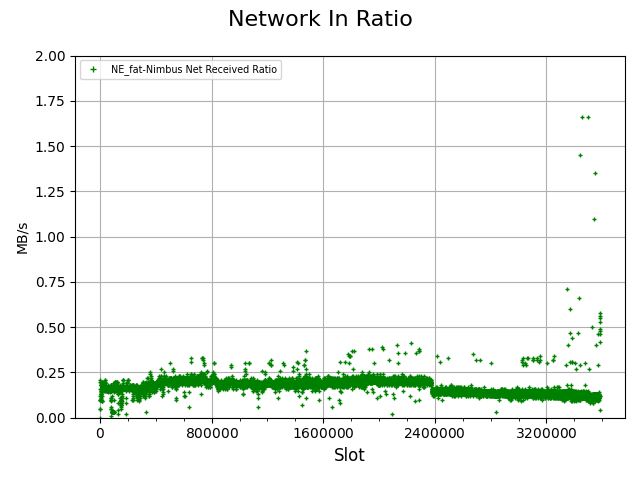 Network In Ratio
2.00
1.75
1.50
1.25
1.00
0.75
0.50
0.25
0.00
MB/s
NE_fat-Nimbus Net Received Ratio
0 800000 1600000 2400000 3200000
Slot